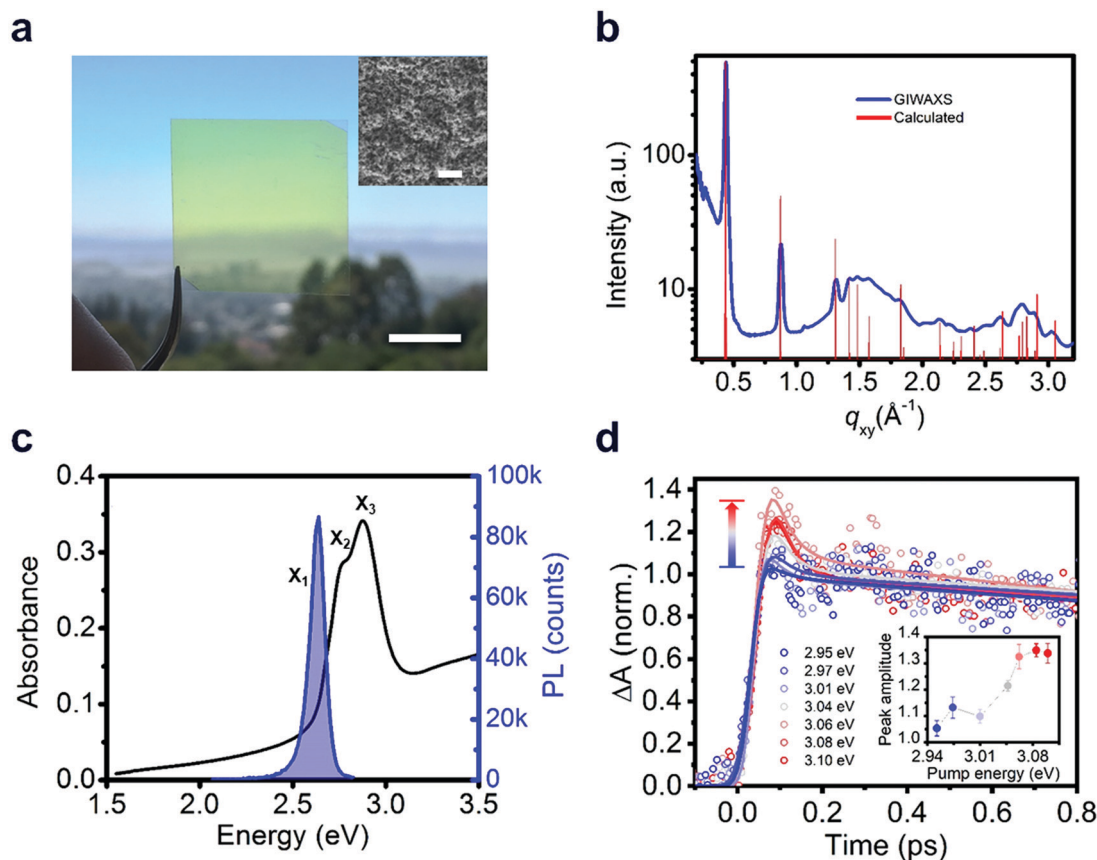 a
b
GIWAXS
Calculated
100
10
Intensity (a.u.)
0.5 1.0 1.5 2.0 2.5 3.0
q_xy(Å⁻¹)
c
0.4
0.3
0.2
0.1
0.0
Absorbance
X₁
X₂
X₃
100k
80k
60k
40k
20k
0
PL (counts)
1.5 2.0 2.5 3.0 3.5
Energy (eV)
d
1.4
1.2
1.0
0.8
0.6
0.4
0.2
0.0
ΔA (norm.)
2.95 eV
2.97 eV
3.01 eV
3.04 eV
3.06 eV
3.08 eV
3.10 eV
1.4
1.3
1.2
1.1
1.0
Peak amplitude
2.94 3.01 3.08
Pump energy (eV)
0.0 0.2 0.4 0.6 0.8
Time (ps)